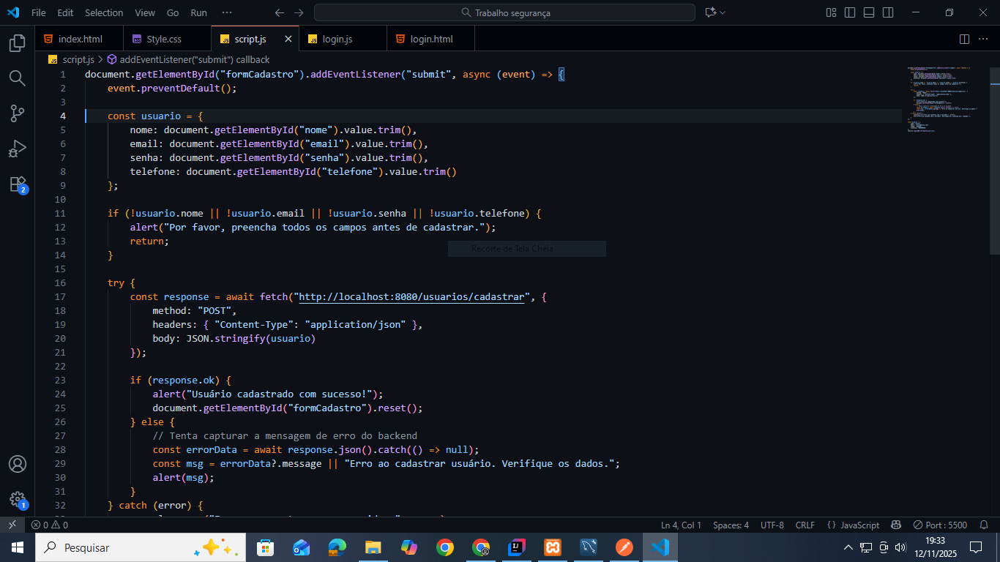 File Edit Selection View Go Run ··· Trabalho segurança
index.html Style.css script.js login.js login.html
script.js > addEventListener("submit") callback
1 document.getElementById("formCadastro").addEventListener("submit", async (event) => {
2 event.preventDefault();
3
4 const usuario = {
5 nome: document.getElementById("nome").value.trim(),
6 email: document.getElementById("email").value.trim(),
7 senha: document.getElementById("senha").value.trim(),
8 telefone: document.getElementById("telefone").value.trim()
9 };
10
11 if (!usuario.nome || !usuario.email || !usuario.senha || !usuario.telefone) {
12 alert("Por favor, preencha todos os campos antes de cadastrar.");
13 return;
Recorte de Tela Cheia
14 }
15
16 try {
17 const response = await fetch("http://localhost:8080/usuarios/cadastrar", {
18 method: "POST",
19 headers: { "Content-Type": "application/json" },
20 body: JSON.stringify(usuario)
21 });
22
23 if (response.ok) {
24 alert("Usuário cadastrado com sucesso!");
25 document.getElementById("formCadastro").reset();
26 } else {
27 // Tenta capturar a mensagem de erro do backend
28 const errorData = await response.json().catch(() => null);
29 const msg = errorData?.message || "Erro ao cadastrar usuário. Verifique os dados.";
30 alert(msg);
31 }
32 } catch (error) {
2
1
0 0 Ln 4, Col 1 Spaces: 4 UTF-8 CRLF {} JavaScript Port : 5500
Pesquisar
19:33
12/11/2025